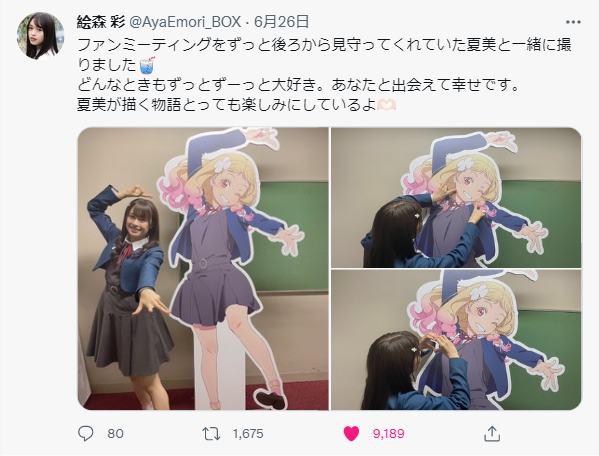 絵森 彩 @AyaEmori_BOX · 6月26日
ファンミーティングをずっと後ろから見守ってくれていた夏美と一緒に撮
りました🧋
どんなときもずっとずーっと大好き。あなたと出会えて幸せです。
夏美が描く物語とっても楽しみにしているよ🫶🏻
80
1,675
9,189